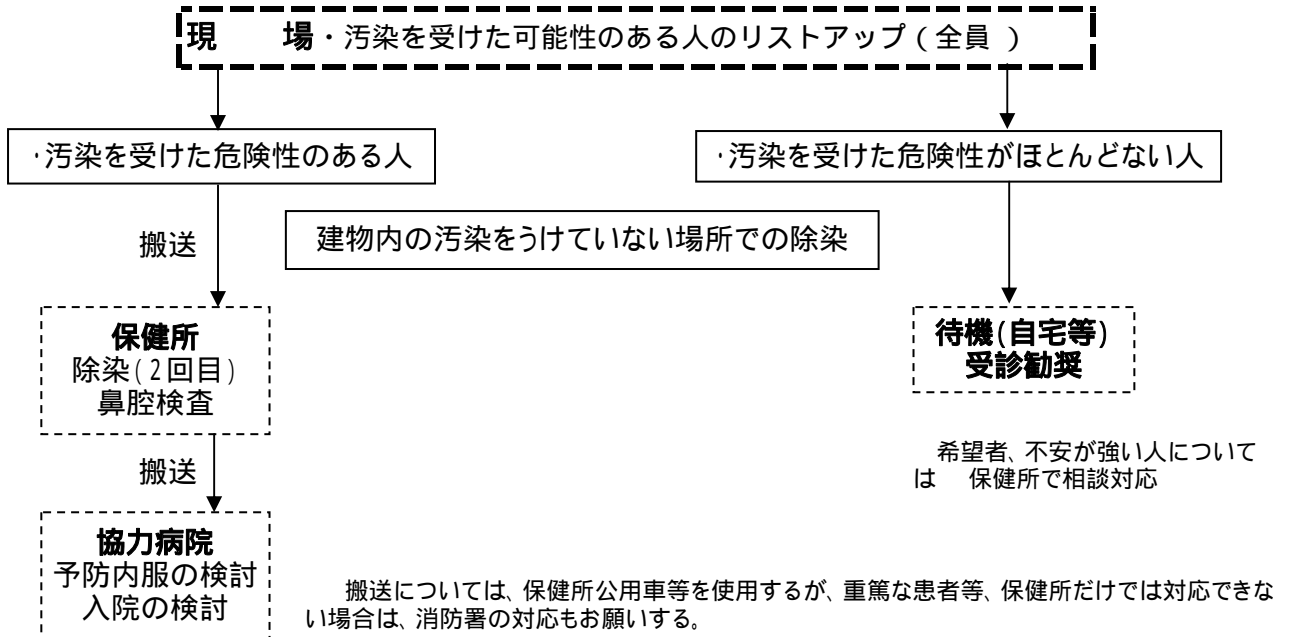 現　　場・汚染を受けた可能性のある人のリストアップ（全員　）
・汚染を受けた危険性のある人
・汚染を受けた危険性がほとんどない人
搬送
建物内の汚染をうけていない場所での除染
保健所
除染(2回目)
鼻腔検査
待機(自宅等)
受診勧奨
搬送
希望者、不安が強い人について
は　保健所で相談対応
協力病院
予防内服の検討
入院の検討
搬送については、保健所公用車等を使用するが、重篤な患者等、保健所だけでは対応できな
い場合は、消防署の対応もお願いする。